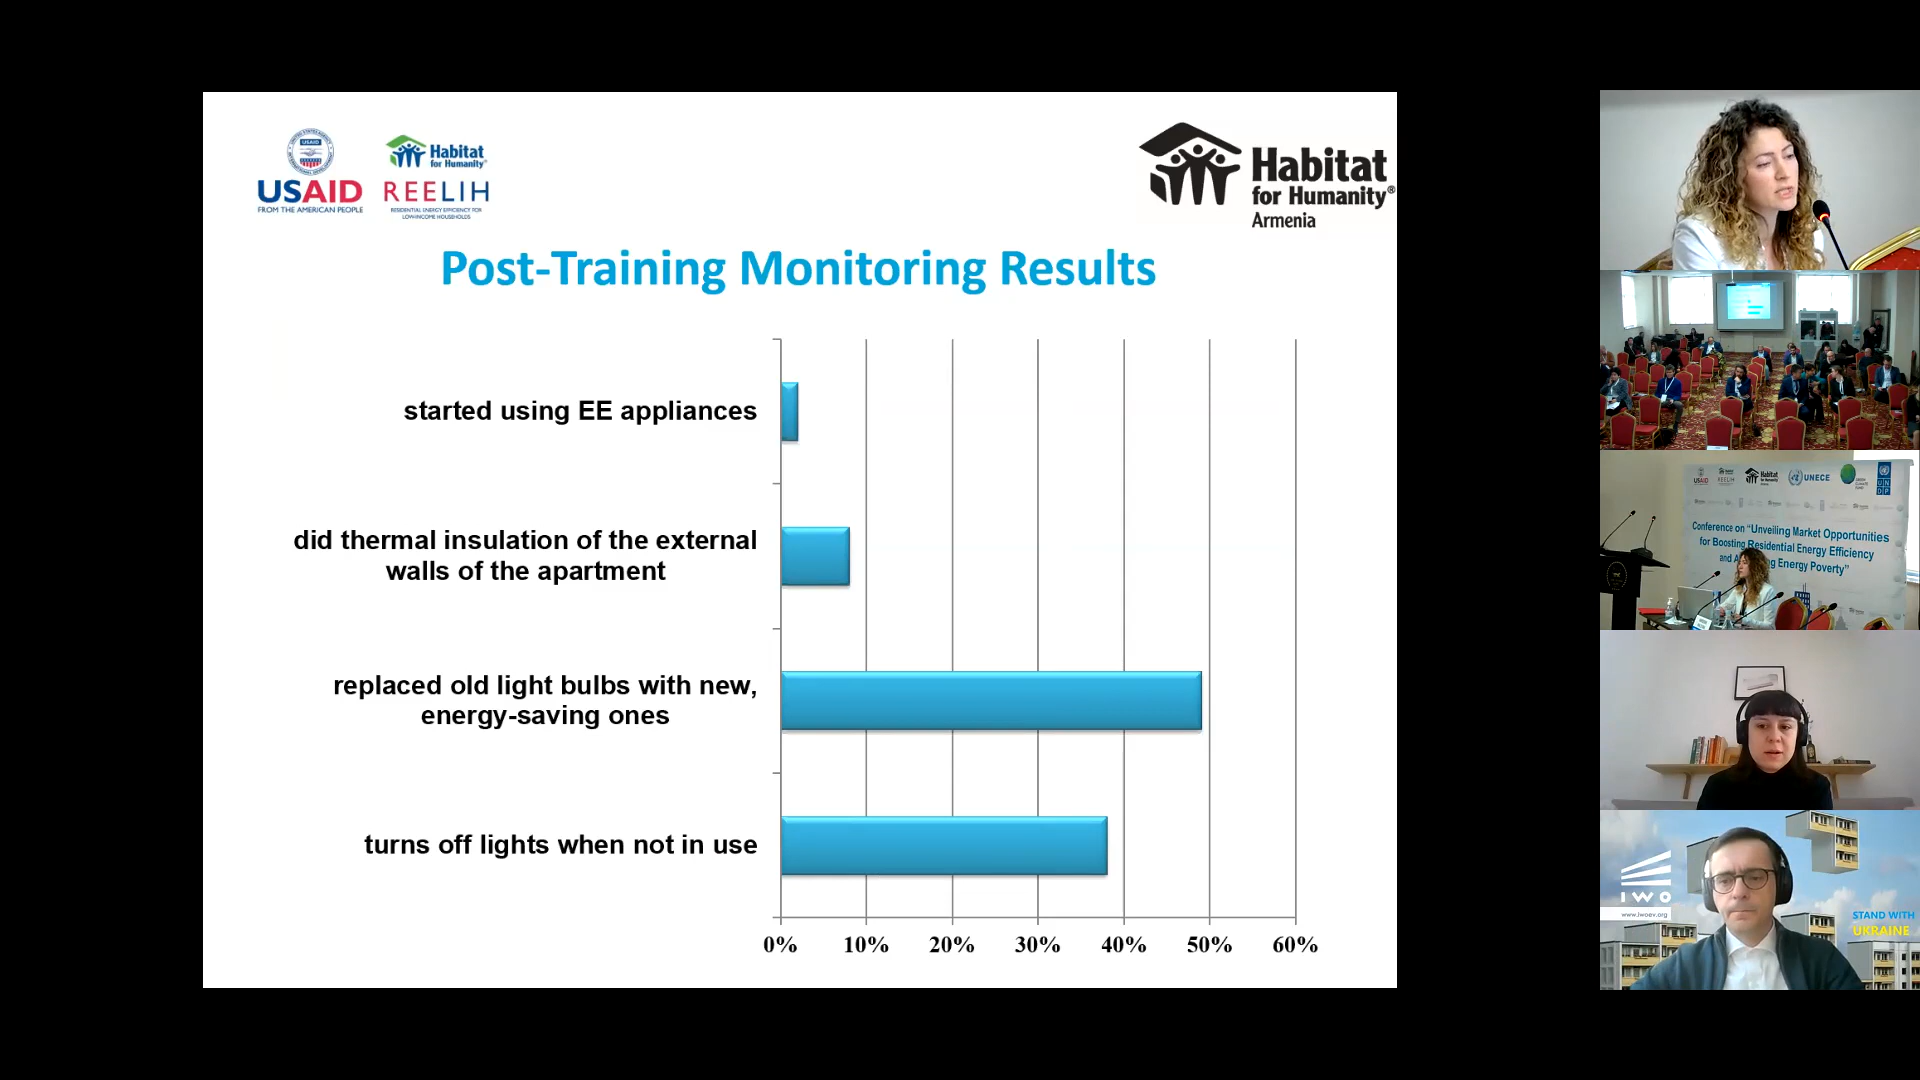 USAID
FROM THE AMERICAN PEOPLE
Habitat
for Humanity®
REELIH
RESIDENTIAL ENERGY EFFICIENCY FOR
LOW-INCOME HOUSEHOLDS
Habitat
for Humanity®
Armenia
Post-Training Monitoring Results
started using EE appliances
did thermal insulation of the external
walls of the apartment
replaced old light bulbs with new,
energy-saving ones
turns off lights when not in use
0% 10% 20% 30% 40% 50% 60%
USAID
REELIH
Habitat
UNECE
Conference on "Unveiling Market Opportunities
for Boosting Residential Energy Efficiency
Energy Poverty"
IWO
www.iwoev.org
STAND WITH
UKRAINE